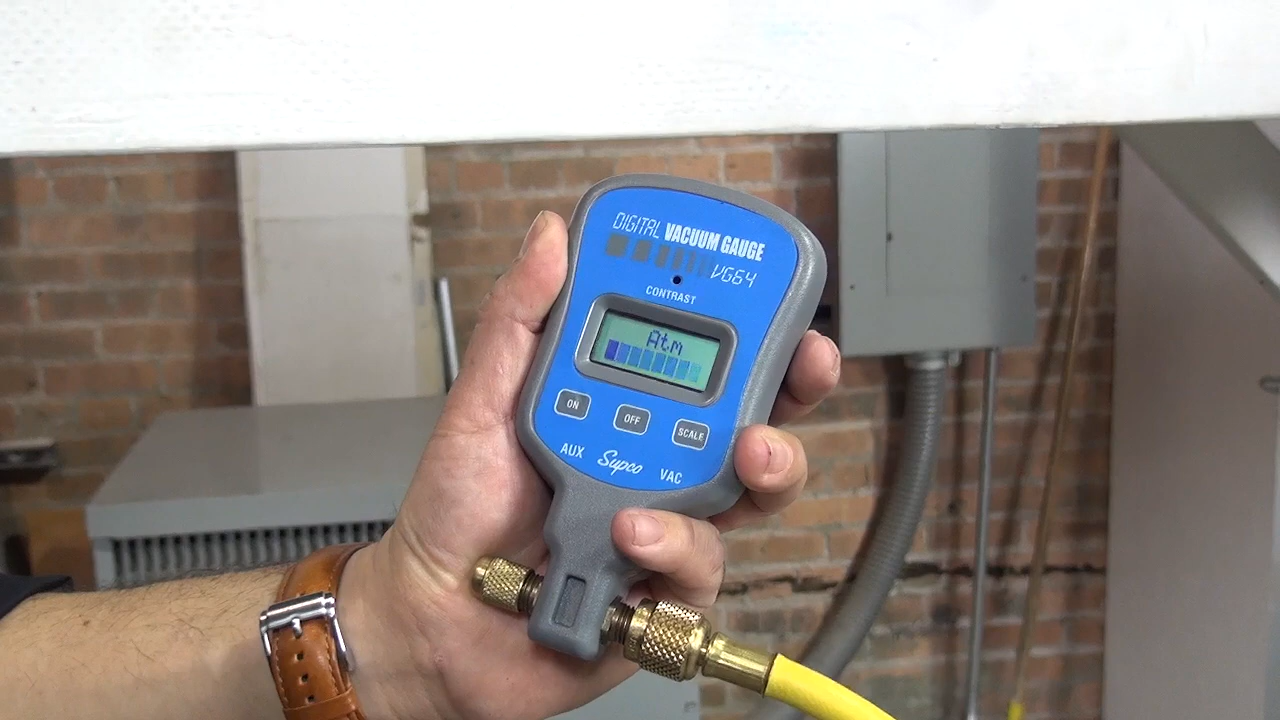 DIGITAL VACUUM GAUGE
VG64
CONTRAST
Atm
ON OFF SCALE
AUX Supco VAC